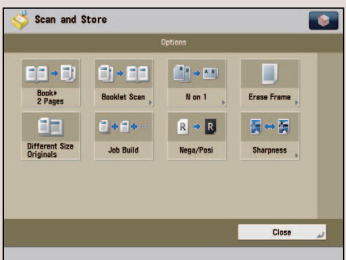 Scan and Store
Options
Book▸
2 Pages
Booklet Scan
N on 1
Erase Frame
Different Size
Originals
Job Build
R R
Nega/Posi
Sharpness
Close